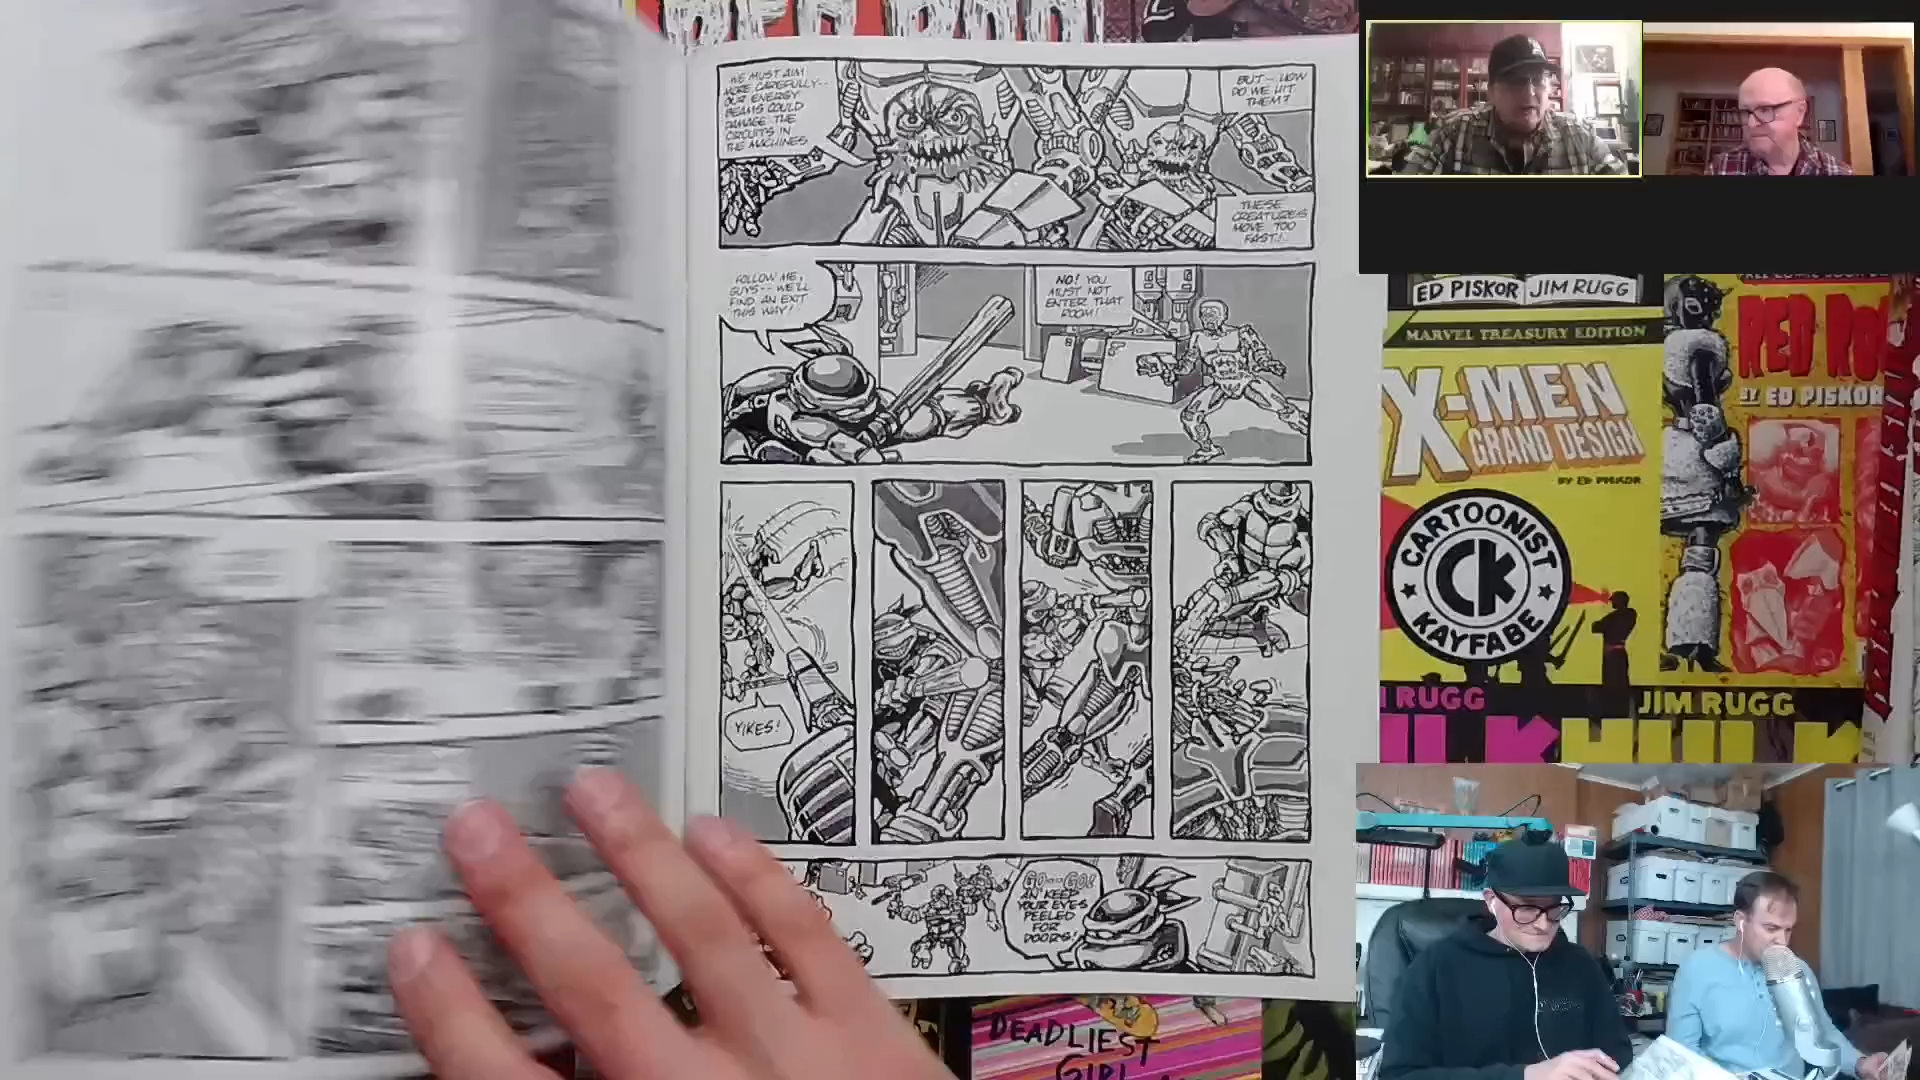 WE MUST AIM
MORE CAREFULLY--
OUR ENERGY
BEAMS COULD
DAMAGE THE
CIRCUITS IN
THE MACHINES
BUT -- HOW
DO WE HIT
THEM?
THESE
CREATURES
MOVE TOO
FAST!
FOLLOW ME,
GUYS -- WE'LL
FIND AN EXIT
THIS WAY!
NO! YOU
MUST NOT
ENTER THAT
ROOM!
YIKES!
GO--GO!
AN' KEEP
YOUR EYES
PEELED
FOR
DOORS!
DEADLIEST
GIRL
ED PISKOR JIM RUGG
MARVEL TREASURY EDITION
X-MEN
GRAND DESIGN
BY ED PISKOR
RED
BY ED PISKOR
CARTOONIST
CK
KAYFABE
RUGG
JIM RUGG